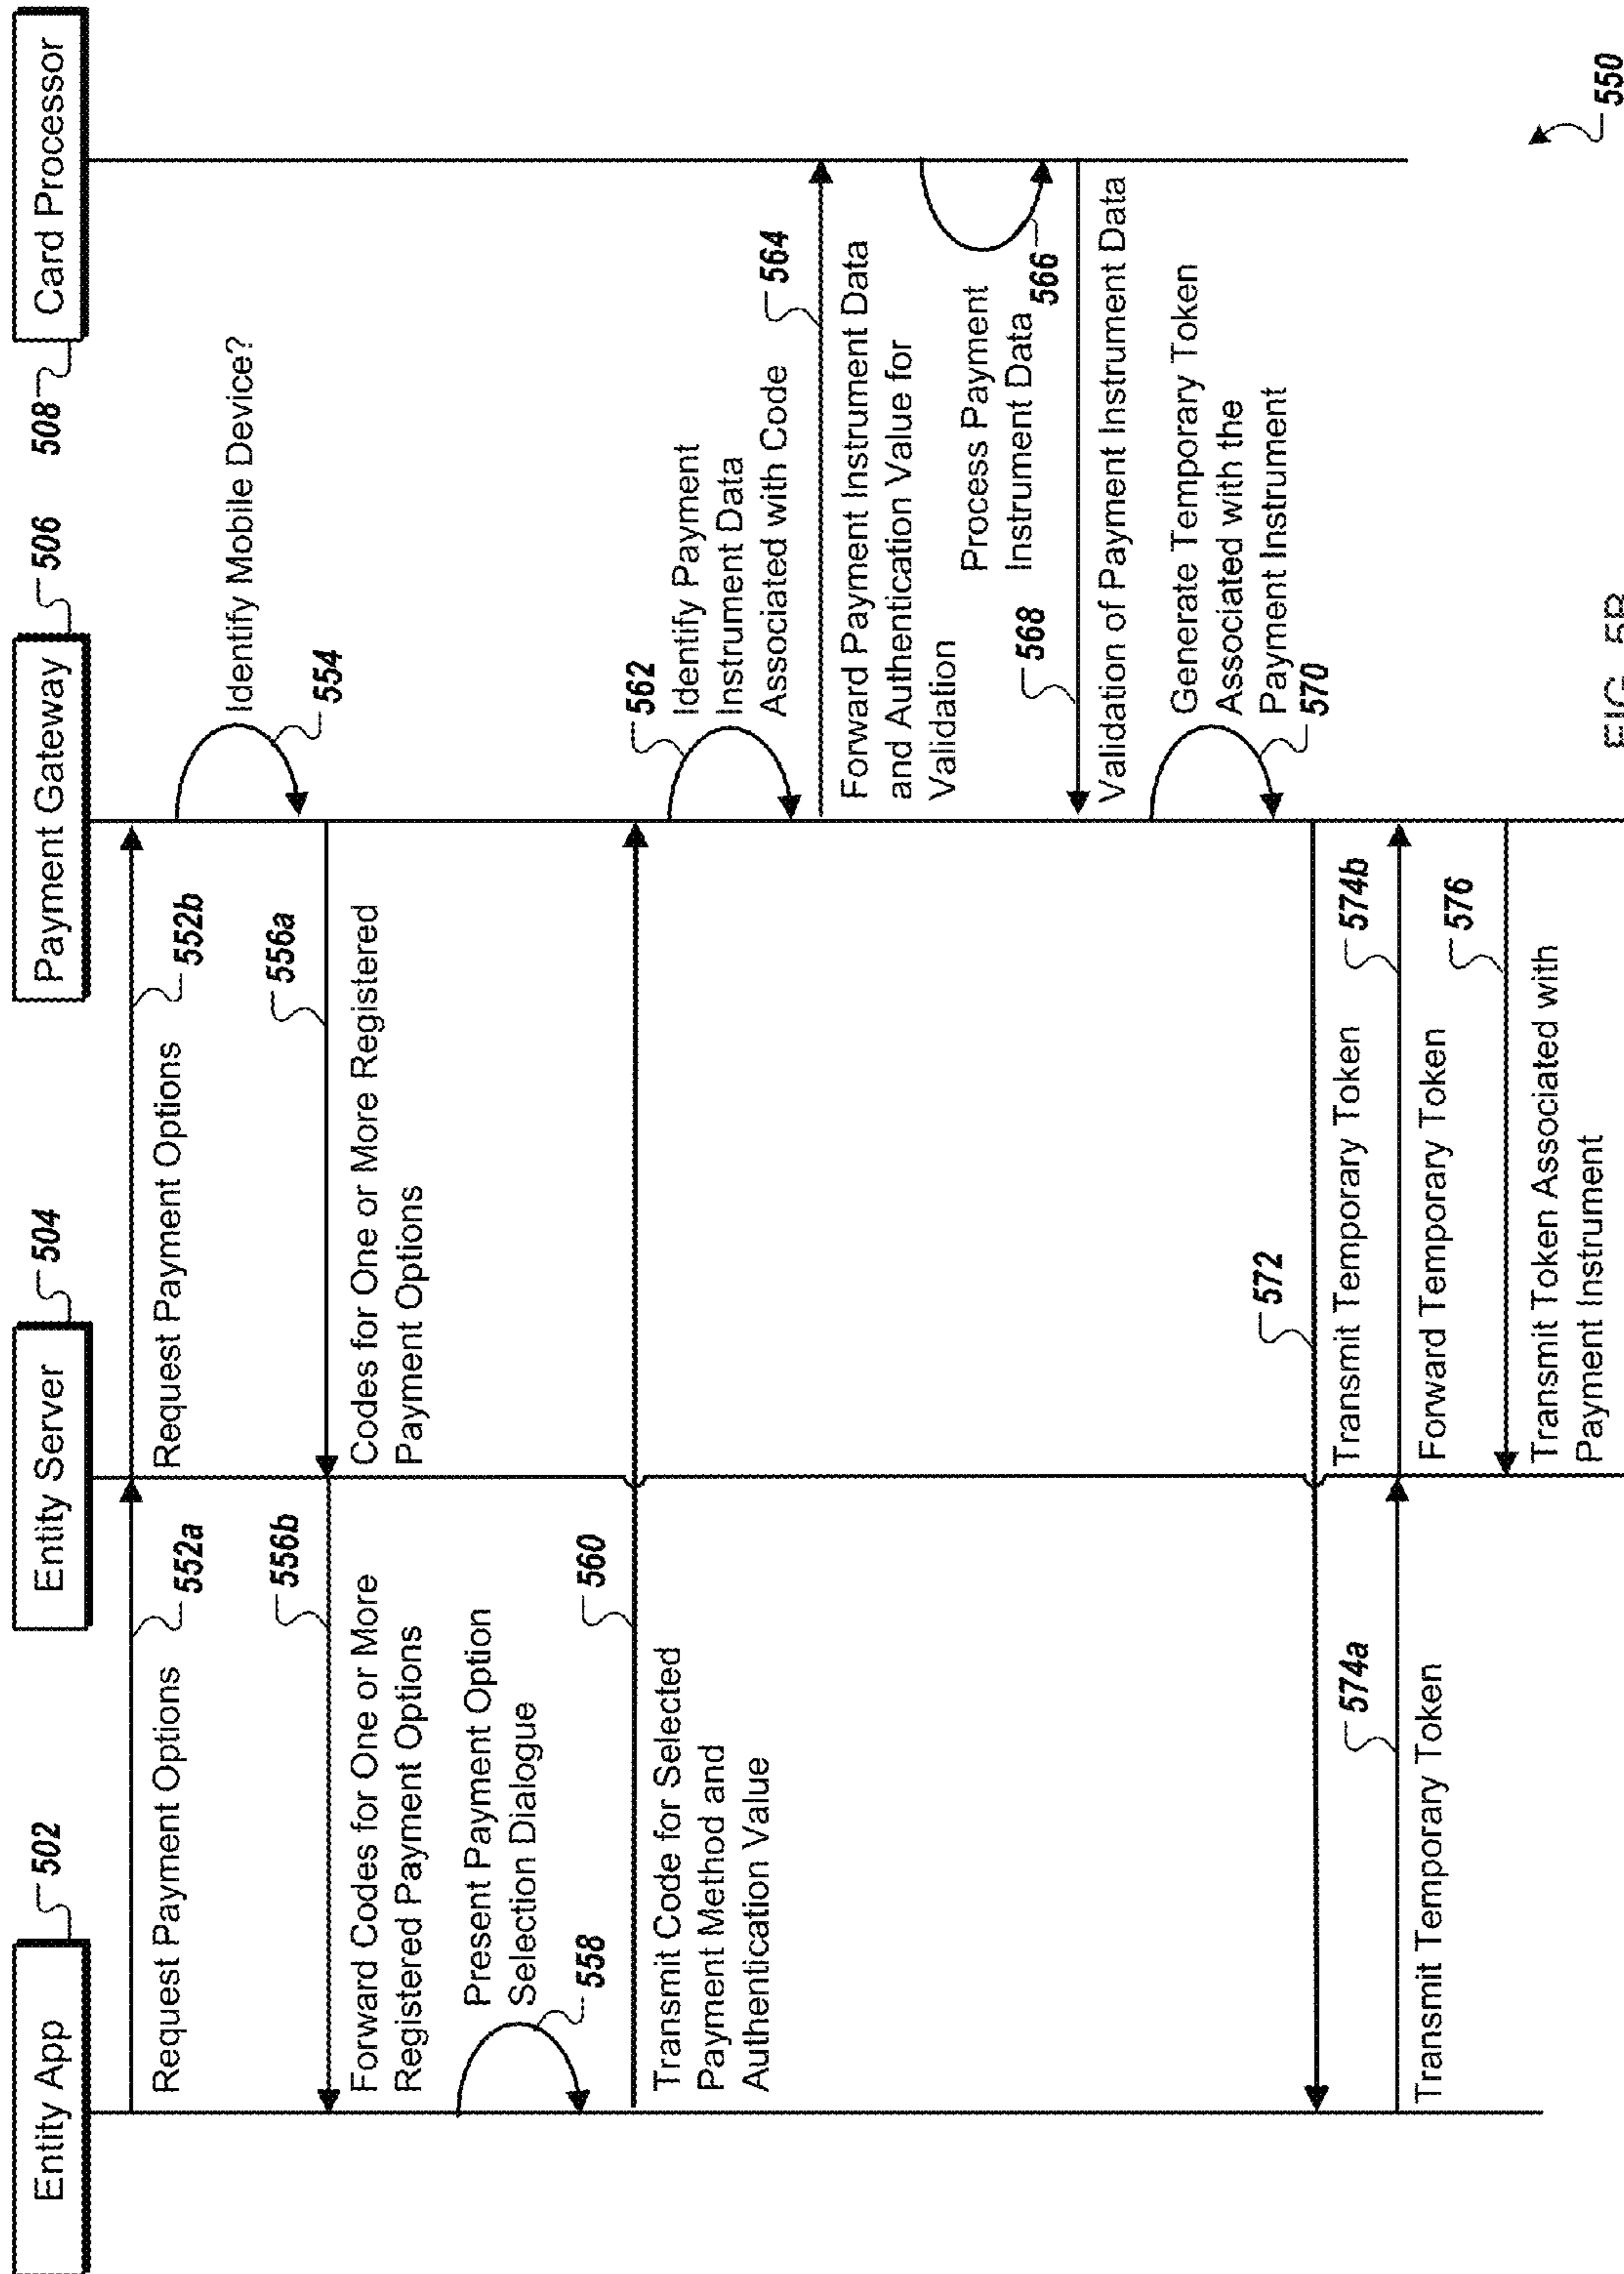 Entity App
502
Entity Server
504
Payment Gateway
506
508
Card Processor
Request Payment Options
552a
Request Payment Options
552b
Identify Mobile Device?
554
556a
Codes for One or More Registered
Payment Options
556b
Forward Codes for One or More
Registered Payment Options
Present Payment Option
Selection Dialogue
558
560
Transmit Code for Selected
Payment Method and
Authentication Value
562
Identify Payment
Instrument Data
Associated with Code
564
Forward Payment Instrument Data
and Authentication Value for
Validation
Process Payment
Instrument Data
566
568
Validation of Payment Instrument Data
Generate Temporary Token
Associated with the
Payment Instrument
570
572
Transmit Temporary Token
574a
Transmit Temporary Token
574b
Forward Temporary Token
576
Transmit Token Associated with
Payment Instrument
550
FIG. 5B